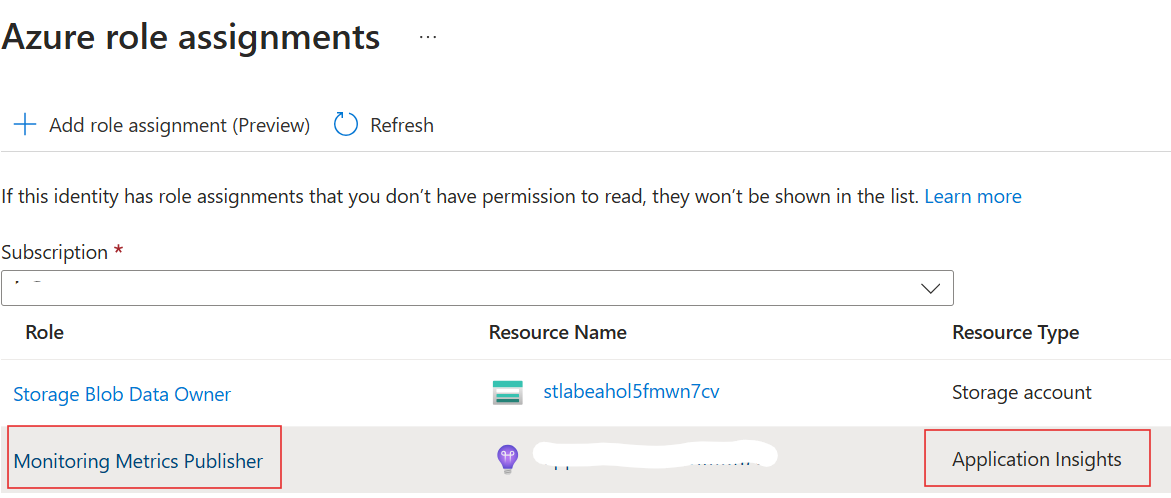 Azure role assignments ...
Add role assignment (Preview) Refresh
If this identity has role assignments that you don’t have permission to read, they won’t be shown in the list. Learn more
Subscription *
Role Resource Name Resource Type
Storage Blob Data Owner stlabeahol5fmwn7cv Storage account
Monitoring Metrics Publisher Application Insights